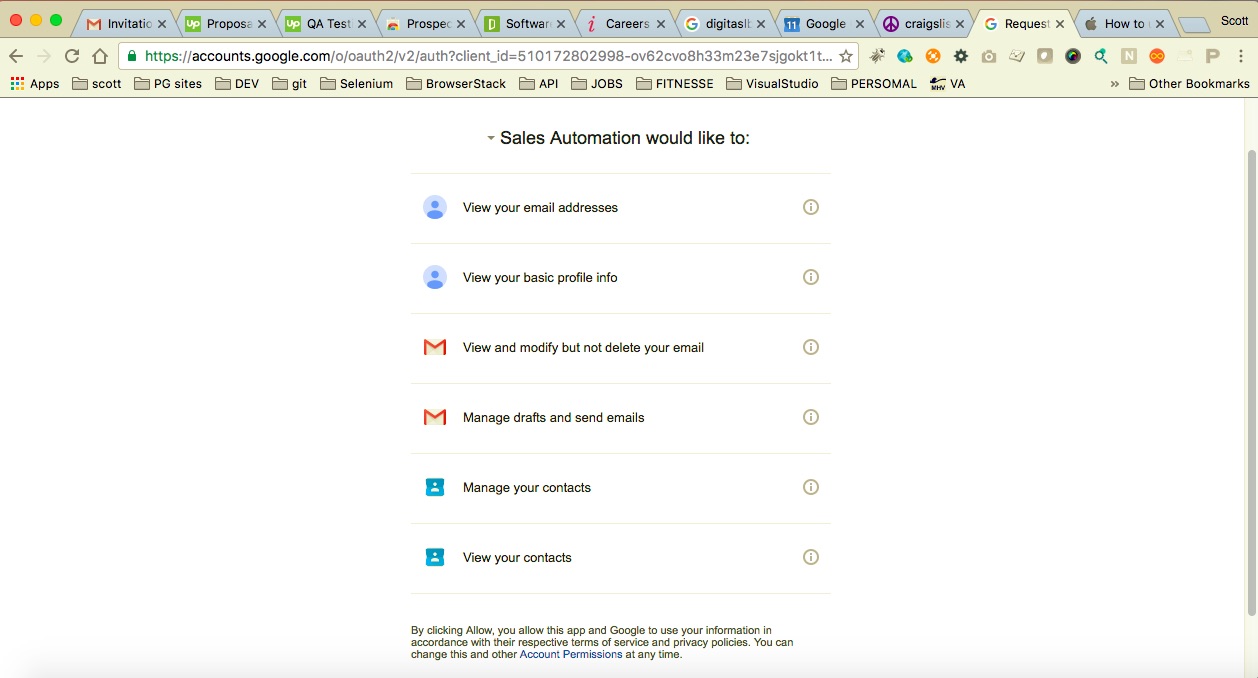 Invitatio
Proposa
QA Test
Prospec
Software
Careers
digitaslb
11 Google
craigslis
Request
How to
Scott
https://accounts.google.com/o/oauth2/v2/auth?client_id=510172802998-ov62cvo8h33m23e7sjgokt1t...
Apps scott PG sites DEV git Selenium BrowserStack API JOBS FITNESSE VisualStudio PERSOMAL MHV VA » Other Bookmarks
Sales Automation would like to:
View your email addresses
View your basic profile info
View and modify but not delete your email
Manage drafts and send emails
Manage your contacts
View your contacts
By clicking Allow, you allow this app and Google to use your information in
accordance with their respective terms of service and privacy policies. You can
change this and other Account Permissions at any time.